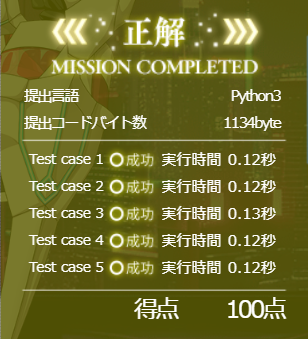 正解
MISSION COMPLETED
提出言語 Python3
提出コードバイト数 1134byte
Test case 1 成功 実行時間 0.12秒
Test case 2 成功 実行時間 0.12秒
Test case 3 成功 実行時間 0.13秒
Test case 4 成功 実行時間 0.12秒
Test case 5 成功 実行時間 0.12秒
得点 100点